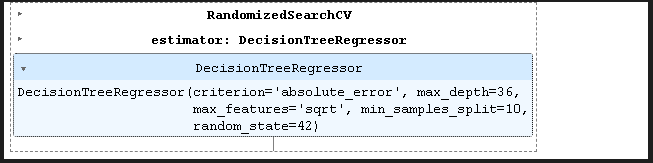 RandomizedSearchCV
estimator: DecisionTreeRegressor
DecisionTreeRegressor
DecisionTreeRegressor(criterion='absolute_error', max_depth=36,
max_features='sqrt', min_samples_split=10,
random_state=42)